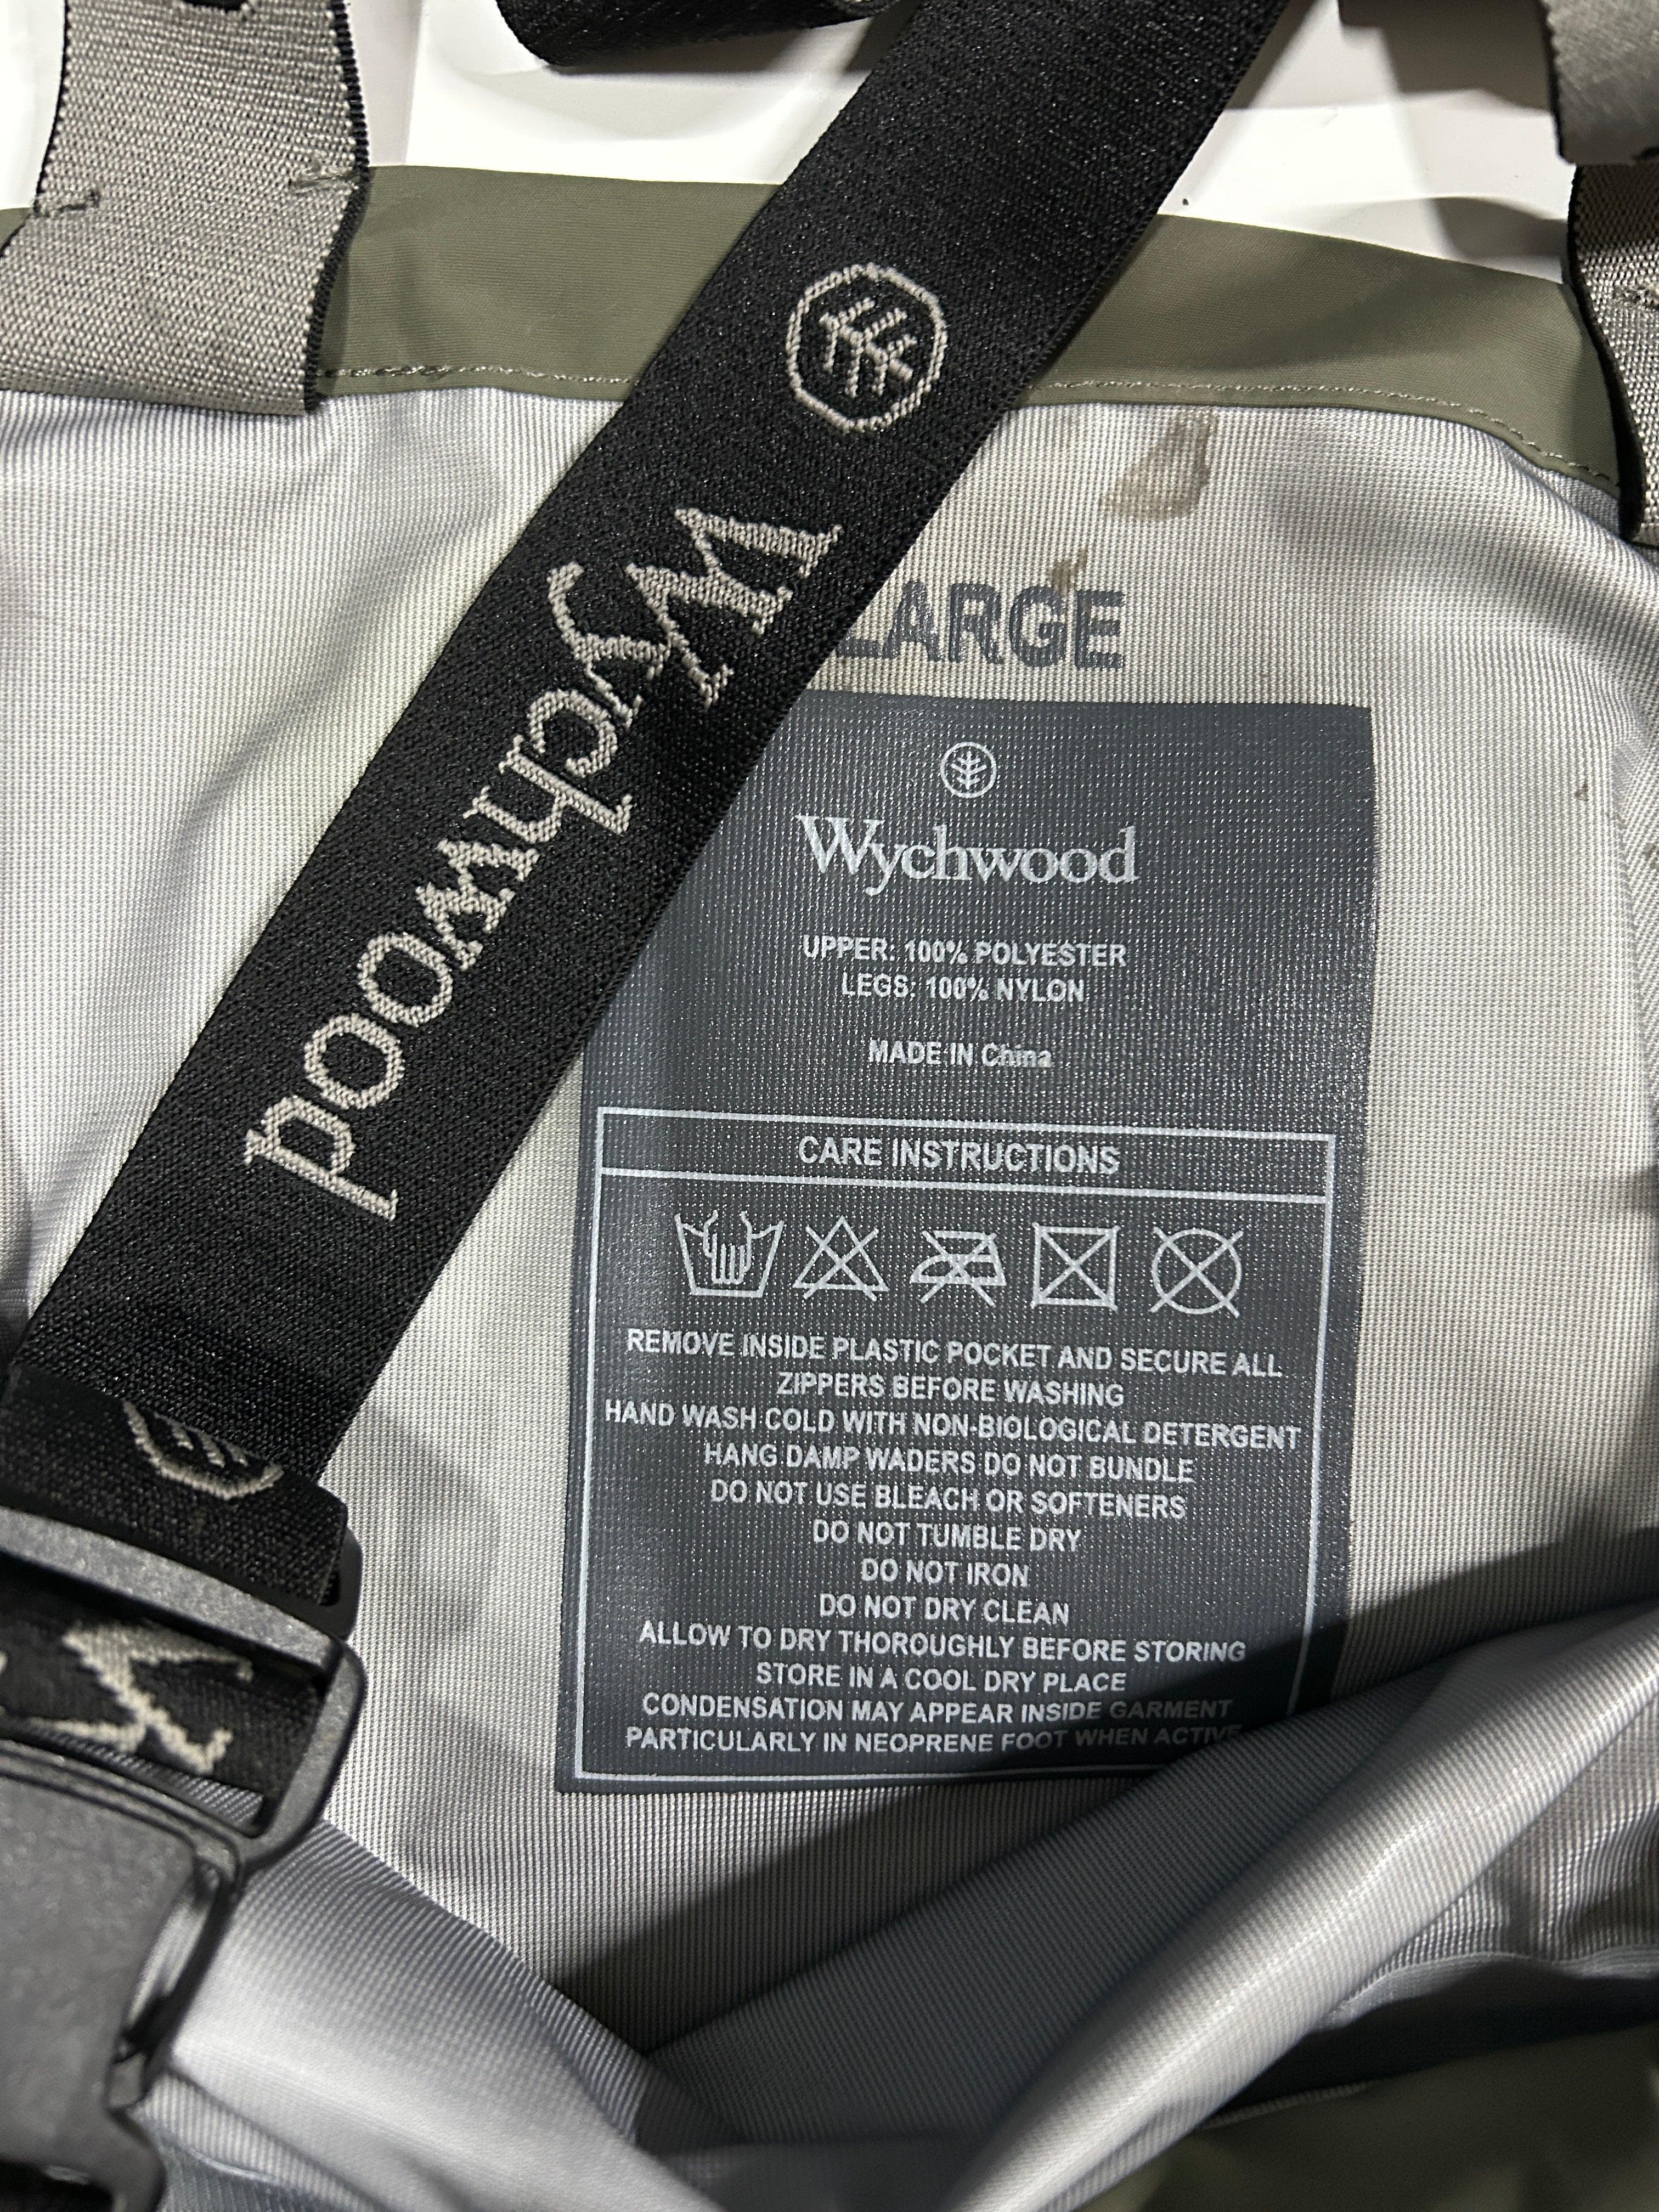 Wychwood
LARGE
Wychwood
UPPER: 100% POLYESTER
LEGS: 100% NYLON
MADE IN China
CARE INSTRUCTIONS
REMOVE INSIDE PLASTIC POCKET AND SECURE ALL
ZIPPERS BEFORE WASHING
HAND WASH COLD WITH NON-BIOLOGICAL DETERGENT
HANG DAMP WADERS DO NOT BUNDLE
DO NOT USE BLEACH OR SOFTENERS
DO NOT TUMBLE DRY
DO NOT IRON
DO NOT DRY CLEAN
ALLOW TO DRY THOROUGHLY BEFORE STORING
STORE IN A COOL DRY PLACE
CONDENSATION MAY APPEAR INSIDE GARMENT
PARTICULARLY IN NEOPRENE FOOT WHEN ACTIVE